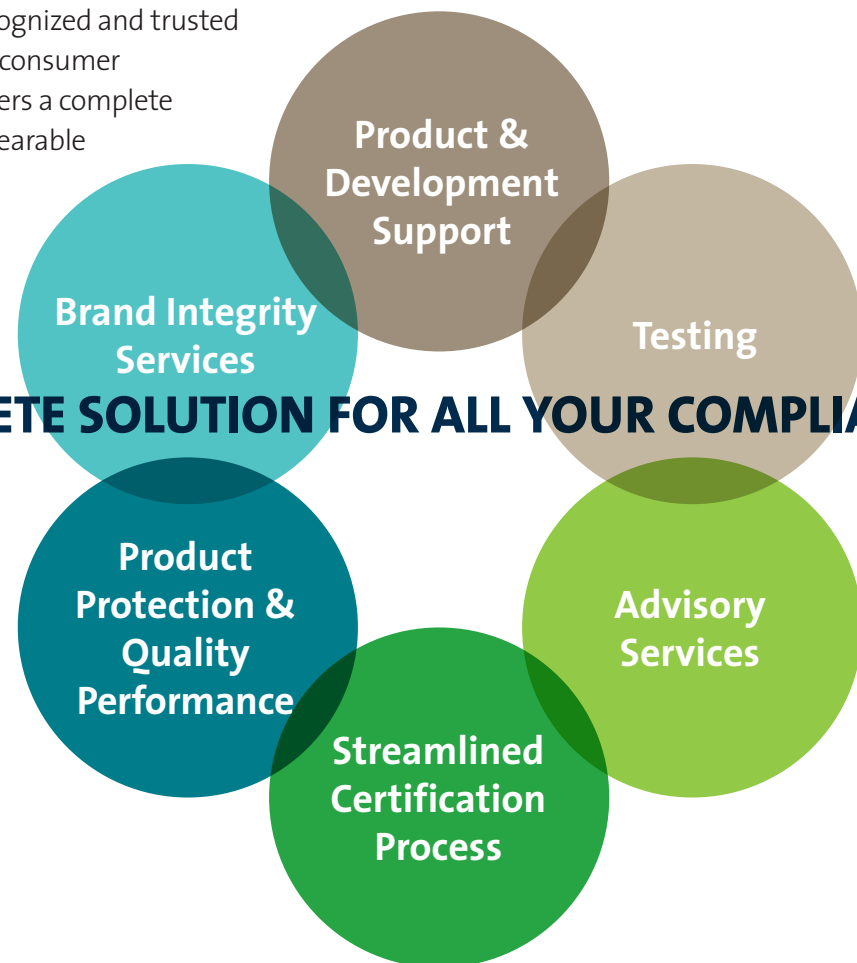 ognized and trusted
consumer
ers a complete
earable
Product &
Development
Support
Brand Integrity
Services
Testing
ETE SOLUTION FOR ALL YOUR COMPLIA
Product
Protection &
Quality
Performance
Advisory
Services
Streamlined
Certification
Process